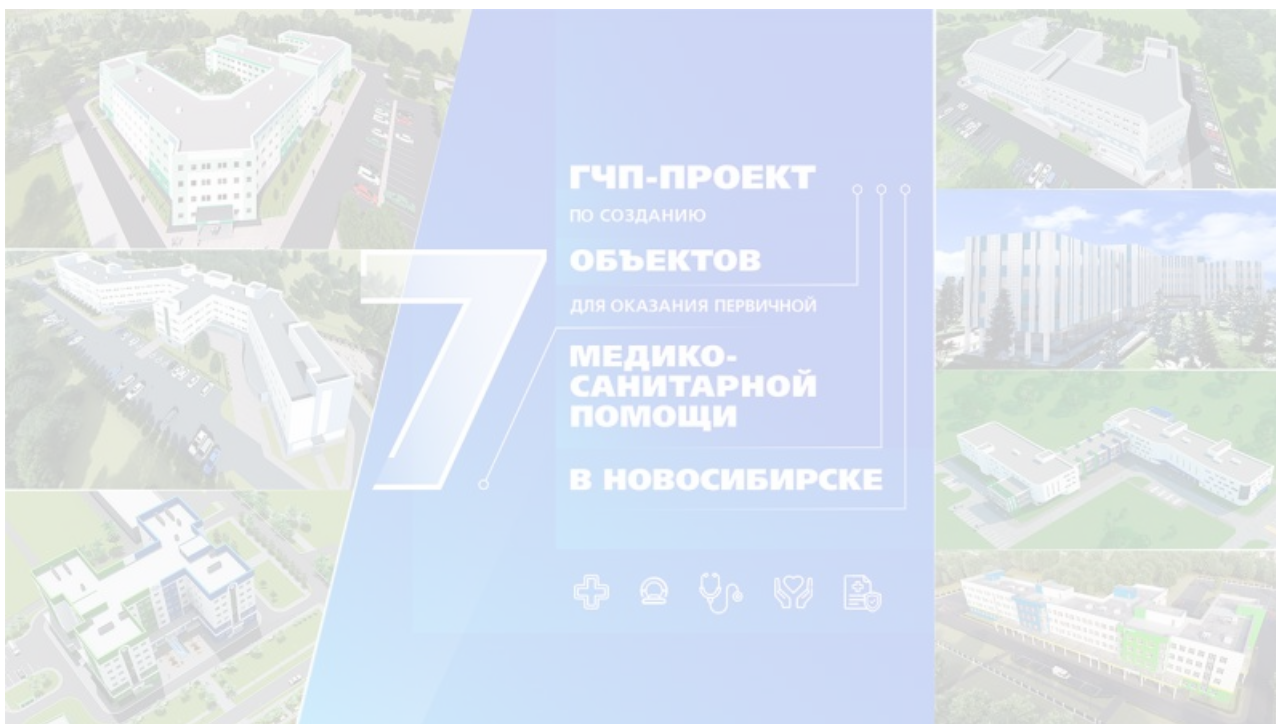 ГЧП-ПРОЕКТ
ПО СОЗДАНИЮ
7
ОБЪЕКТОВ
ДЛЯ ОКАЗАНИЯ ПЕРВИЧНОЙ
МЕДИКО-
САНИТАРНОЙ
ПОМОЩИ
В НОВОСИБИРСКЕ